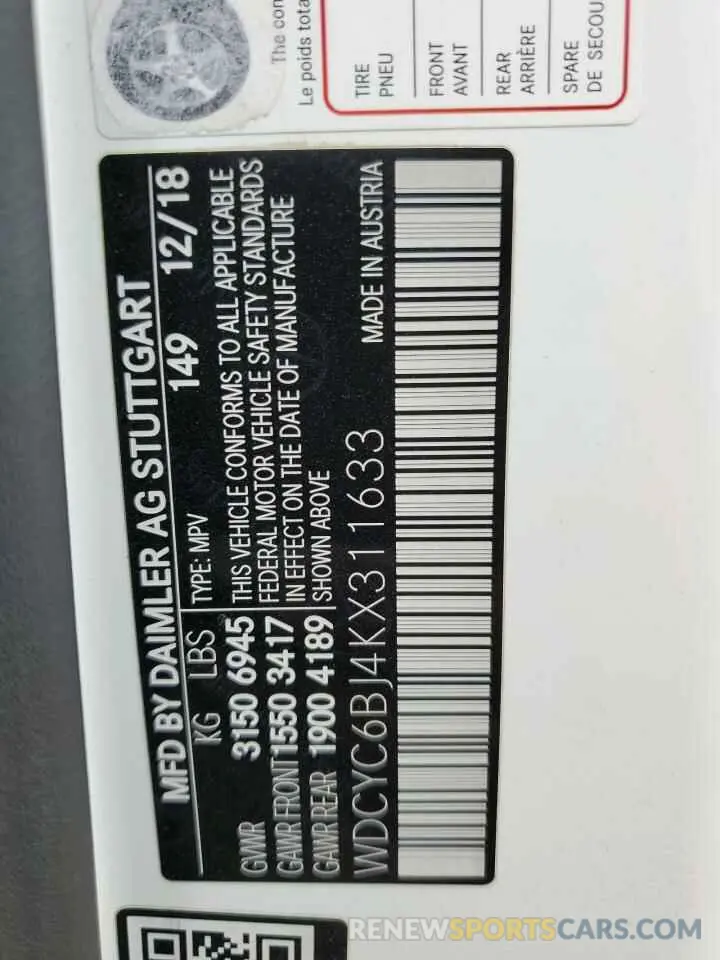 The con
Le poids tota
TIRE
PNEU
FRONT
AVANT
REAR
ARRIÈRE
SPARE
DE SECOU
MFD BY DAIMLER AG STUTTGART
KG LBS TYPE: MPV 149 12/18
GWR 3150 6945 THIS VEHICLE CONFORMS TO ALL APPLICABLE
GAWR FRONT 1550 3417 FEDERAL MOTOR VEHICLE SAFETY STANDARDS
GAWR REAR 1900 4189 IN EFFECT ON THE DATE OF MANUFACTURE
SHOWN ABOVE
WDCYC6BJ4KX311633 MADE IN AUSTRIA
RENEWSPORTSCARS.COM